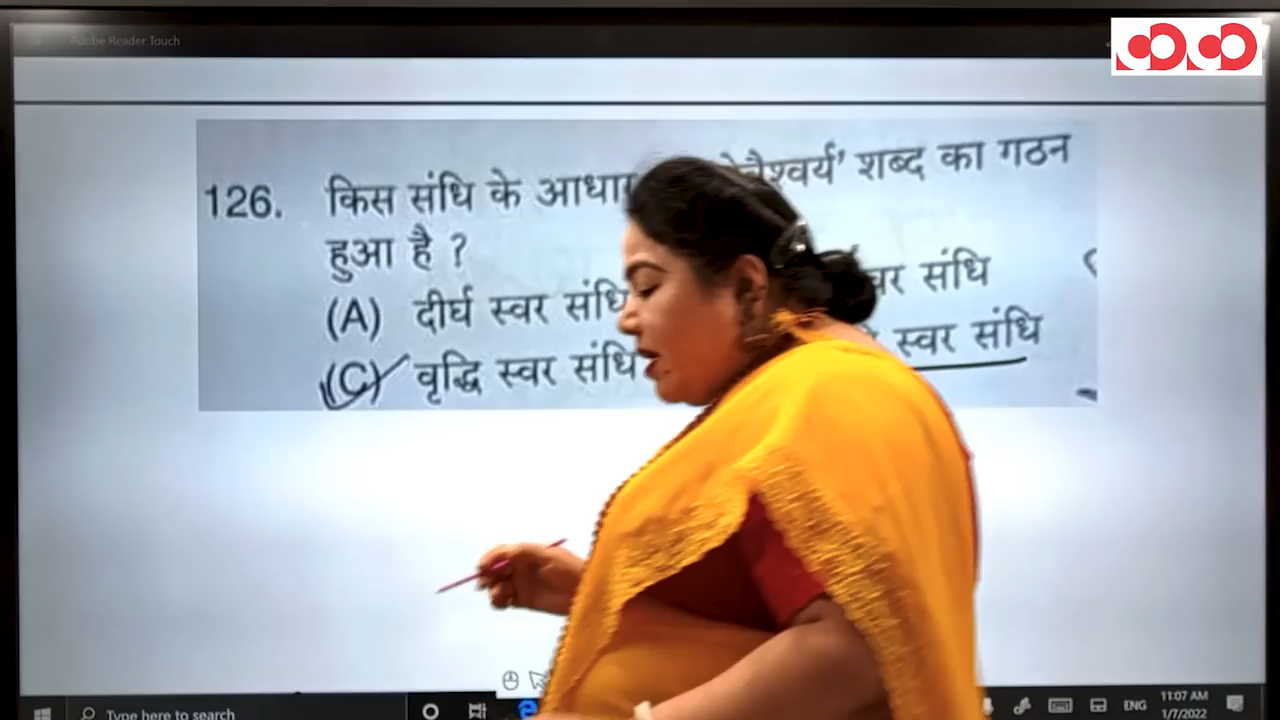 Adobe Reader Touch
126. किस संधि के आधार शब्द का गठन
हुआ है ?
(A) दीर्घ स्वर संधि स्वर संधि
(C) वृद्धि स्वर संधि स्वर संधि
Type here to search
ENG
11:07 AM
1/7/2022